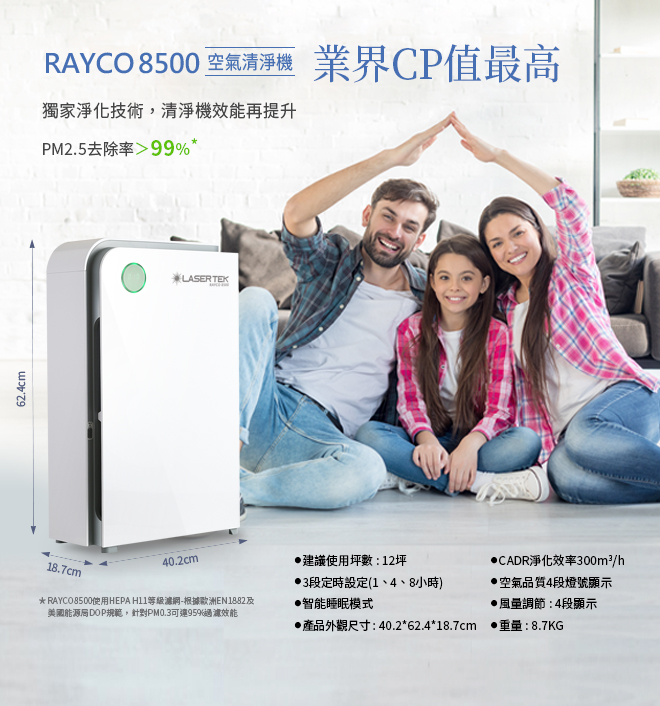 RAYCO 8500 空氣清淨機 業界CP值最高
獨家淨化技術，清淨機效能再提升
PM2.5去除率＞99%*
LASER TEK
62.4cm
18.7cm
40.2cm
★RAYCO8500使用HEPA H11等級濾網-根據歐洲EN1882及
美國能源局DOP規範，針對PM0.3可達95%過濾效能
●建議使用坪數 : 12坪
●3段定時設定(1、4、8小時)
●智能睡眠模式
●產品外觀尺寸 : 40.2*62.4*18.7cm
●CADR淨化效率300m³/h
●空氣品質4段燈號顯示
●風量調節 : 4段顯示
●重量 : 8.7KG